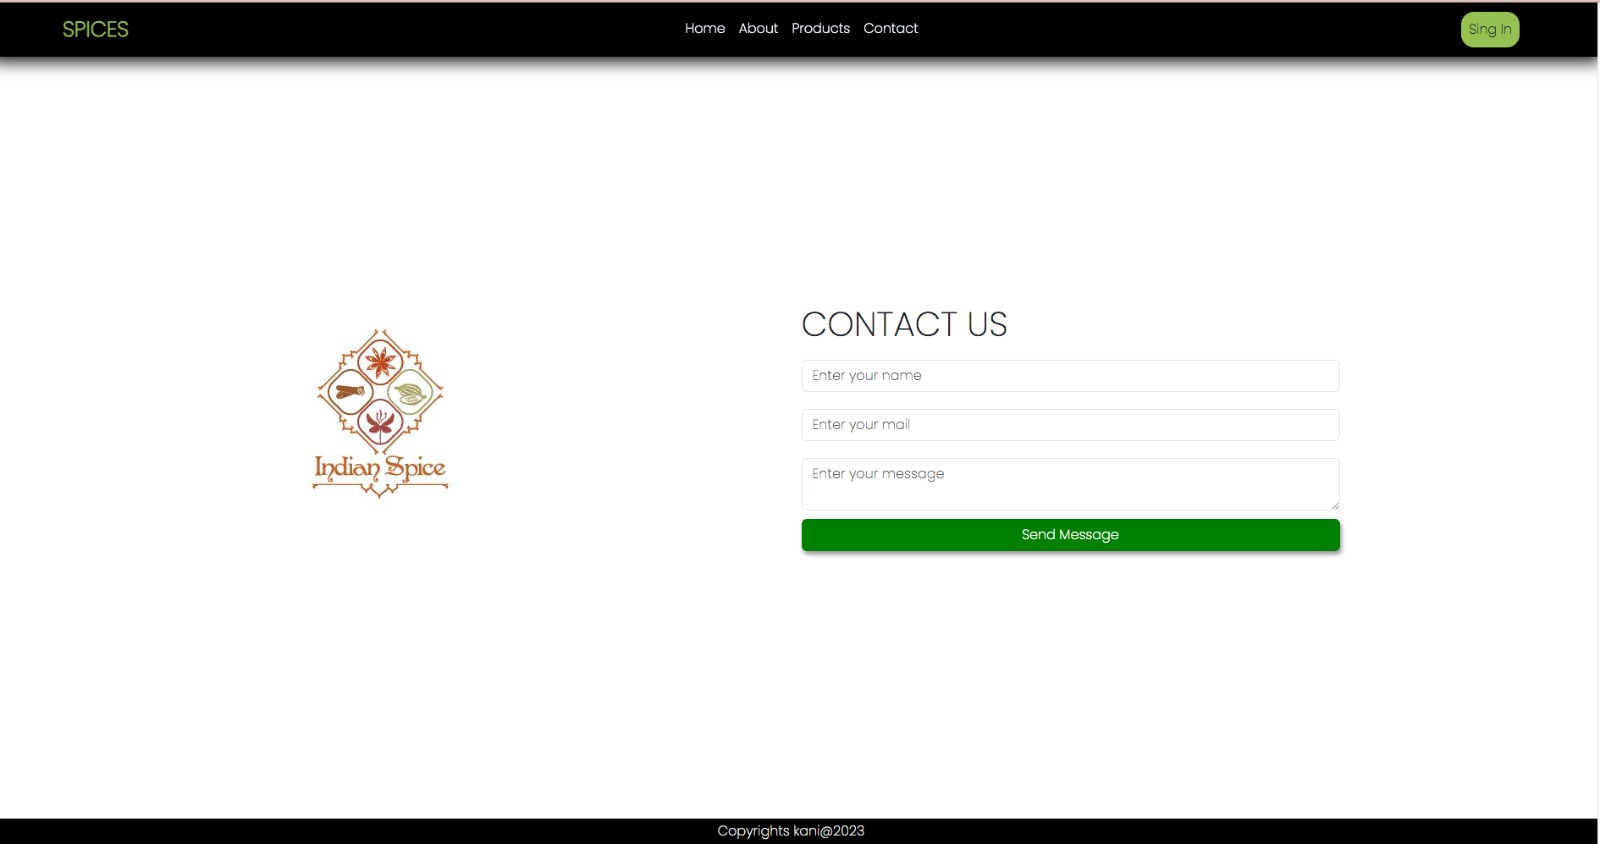 SPICES
Home About Products Contact
Sing In
CONTACT US
Enter your name
Enter your mail
Enter your message
Send Message
Indian Spice
Copyrights kani@2023